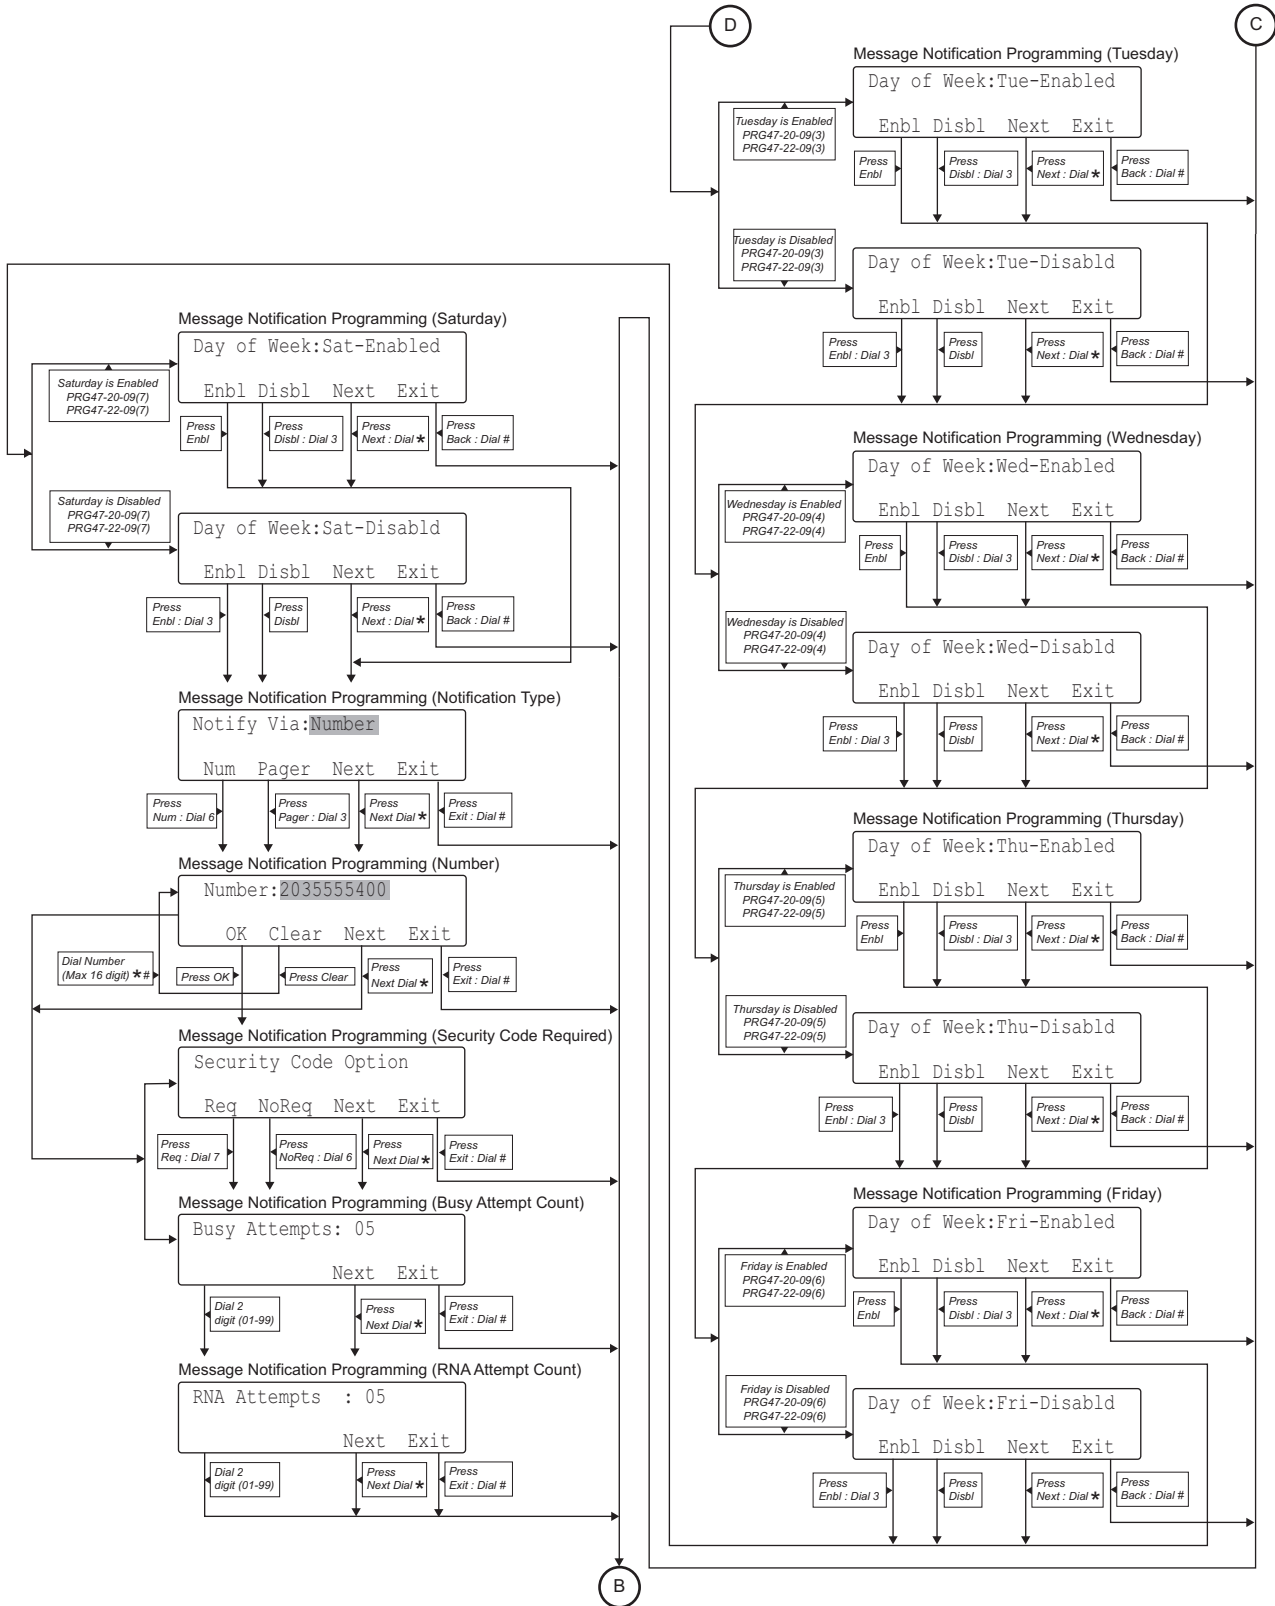 D
C
Message Notification Programming (Tuesday)
Day of Week:Tue-Enabled
Enbl Disbl Next Exit
Tuesday is Enabled
PRG47-20-09(3)
PRG47-22-09(3)
Press
Enbl
Press
Disbl : Dial 3
Press
Next : Dial *
Press
Back : Dial #
Tuesday is Disabled
PRG47-20-09(3)
PRG47-22-09(3)
Day of Week:Tue-Disabld
Enbl Disbl Next Exit
Press
Enbl : Dial 3
Press
Disbl
Press
Next : Dial *
Press
Back : Dial #
Message Notification Programming (Saturday)
Day of Week:Sat-Enabled
Enbl Disbl Next Exit
Saturday is Enabled
PRG47-20-09(7)
PRG47-22-09(7)
Press
Enbl
Press
Disbl : Dial 3
Press
Next : Dial *
Press
Back : Dial #
Saturday is Disabled
PRG47-20-09(7)
PRG47-22-09(7)
Day of Week:Sat-Disabld
Enbl Disbl Next Exit
Press
Enbl : Dial 3
Press
Disbl
Press
Next : Dial *
Press
Back : Dial #
Message Notification Programming (Notification Type)
Notify Via:Number
Num Pager Next Exit
Press
Num : Dial 6
Press
Pager : Dial 3
Press
Next Dial *
Press
Exit : Dial #
Message Notification Programming (Number)
Number:2035555400
OK Clear Next Exit
Dial Number
(Max 16 digit) * #
Press OK
Press Clear
Press
Next Dial *
Press
Exit : Dial #
Message Notification Programming (Security Code Required)
Security Code Option
Req NoReq Next Exit
Press
Req : Dial 7
Press
NoReq : Dial 6
Press
Next Dial *
Press
Exit : Dial #
Message Notification Programming (Busy Attempt Count)
Busy Attempts: 05
Next Exit
Dial 2
digit (01-99)
Press
Next Dial *
Press
Exit : Dial #
Message Notification Programming (RNA Attempt Count)
RNA Attempts : 05
Next Exit
Dial 2
digit (01-99)
Press
Next Dial *
Press
Exit : Dial #
B
Message Notification Programming (Wednesday)
Day of Week:Wed-Enabled
Enbl Disbl Next Exit
Wednesday is Enabled
PRG47-20-09(4)
PRG47-22-09(4)
Press
Enbl
Press
Disbl : Dial 3
Press
Next : Dial *
Press
Back : Dial #
Wednesday is Disabled
PRG47-20-09(4)
PRG47-22-09(4)
Day of Week:Wed-Disabld
Enbl Disbl Next Exit
Press
Enbl : Dial 3
Press
Disbl
Press
Next : Dial *
Press
Back : Dial #
Message Notification Programming (Thursday)
Day of Week:Thu-Enabled
Enbl Disbl Next Exit
Thursday is Enabled
PRG47-20-09(5)
PRG47-22-09(5)
Press
Enbl
Press
Disbl : Dial 3
Press
Next : Dial *
Press
Back : Dial #
Thursday is Disabled
PRG47-20-09(5)
PRG47-22-09(5)
Day of Week:Thu-Disabld
Enbl Disbl Next Exit
Press
Enbl : Dial 3
Press
Disbl
Press
Next : Dial *
Press
Back : Dial #
Message Notification Programming (Friday)
Day of Week:Fri-Enabled
Enbl Disbl Next Exit
Friday is Enabled
PRG47-20-09(6)
PRG47-22-09(6)
Press
Enbl
Press
Disbl : Dial 3
Press
Next : Dial *
Press
Back : Dial #
Friday is Disabled
PRG47-20-09(6)
PRG47-22-09(6)
Day of Week:Fri-Disabld
Enbl Disbl Next Exit
Press
Enbl : Dial 3
Press
Disbl
Press
Next : Dial *
Press
Back : Dial #